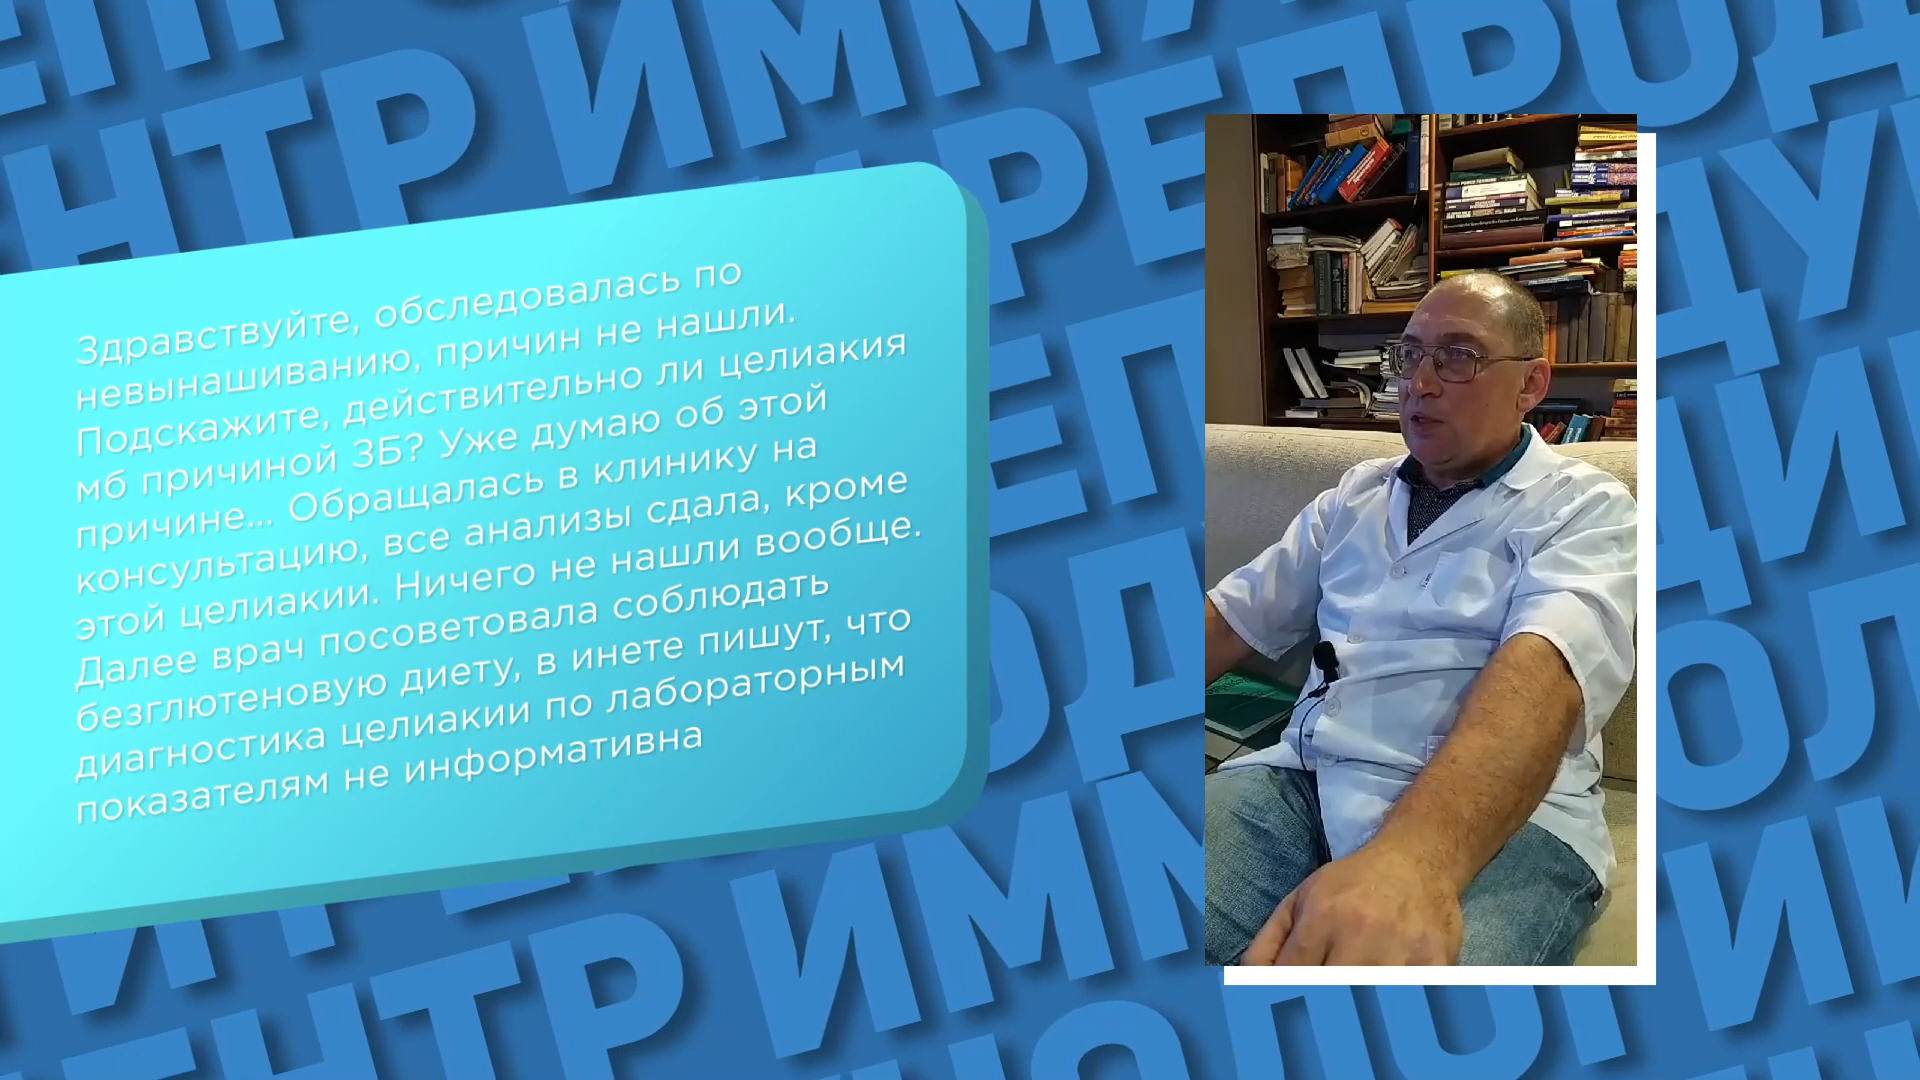 Здравствуйте, обследовалась по
невынашиванию, причин не нашли.
Подскажите, действительно ли целиакия
мб причиной ЗБ? Уже думаю об этой
причине... Обращалась в клинику на
консультацию, все анализы сдала, кроме
этой целиакии. Ничего не нашли вообще.
Далее врач посоветовала соблюдать
безглютеновую диету, в инете пишут, что
диагностика целиакии по лабораторным
показателям не информативна